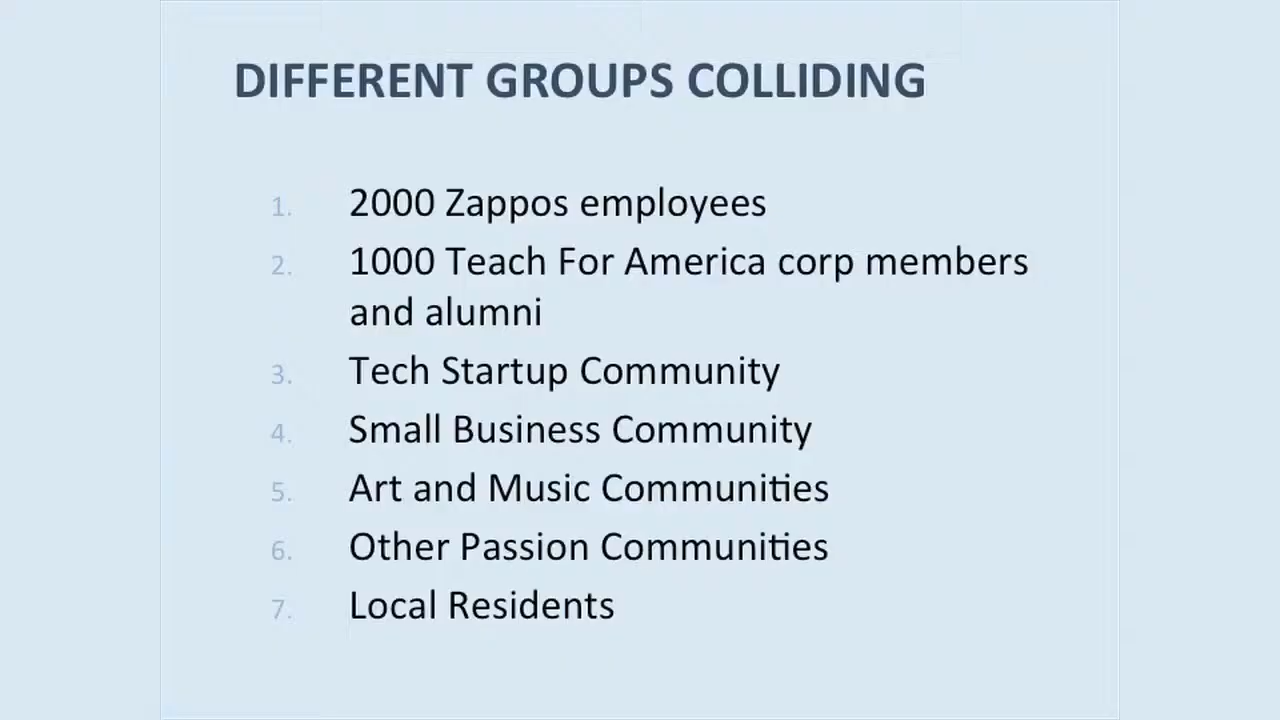 DIFFERENT GROUPS COLLIDING
1. 2000 Zappos employees
2. 1000 Teach For America corp members
and alumni
3. Tech Startup Community
4. Small Business Community
5. Art and Music Communities
6. Other Passion Communities
7. Local Residents